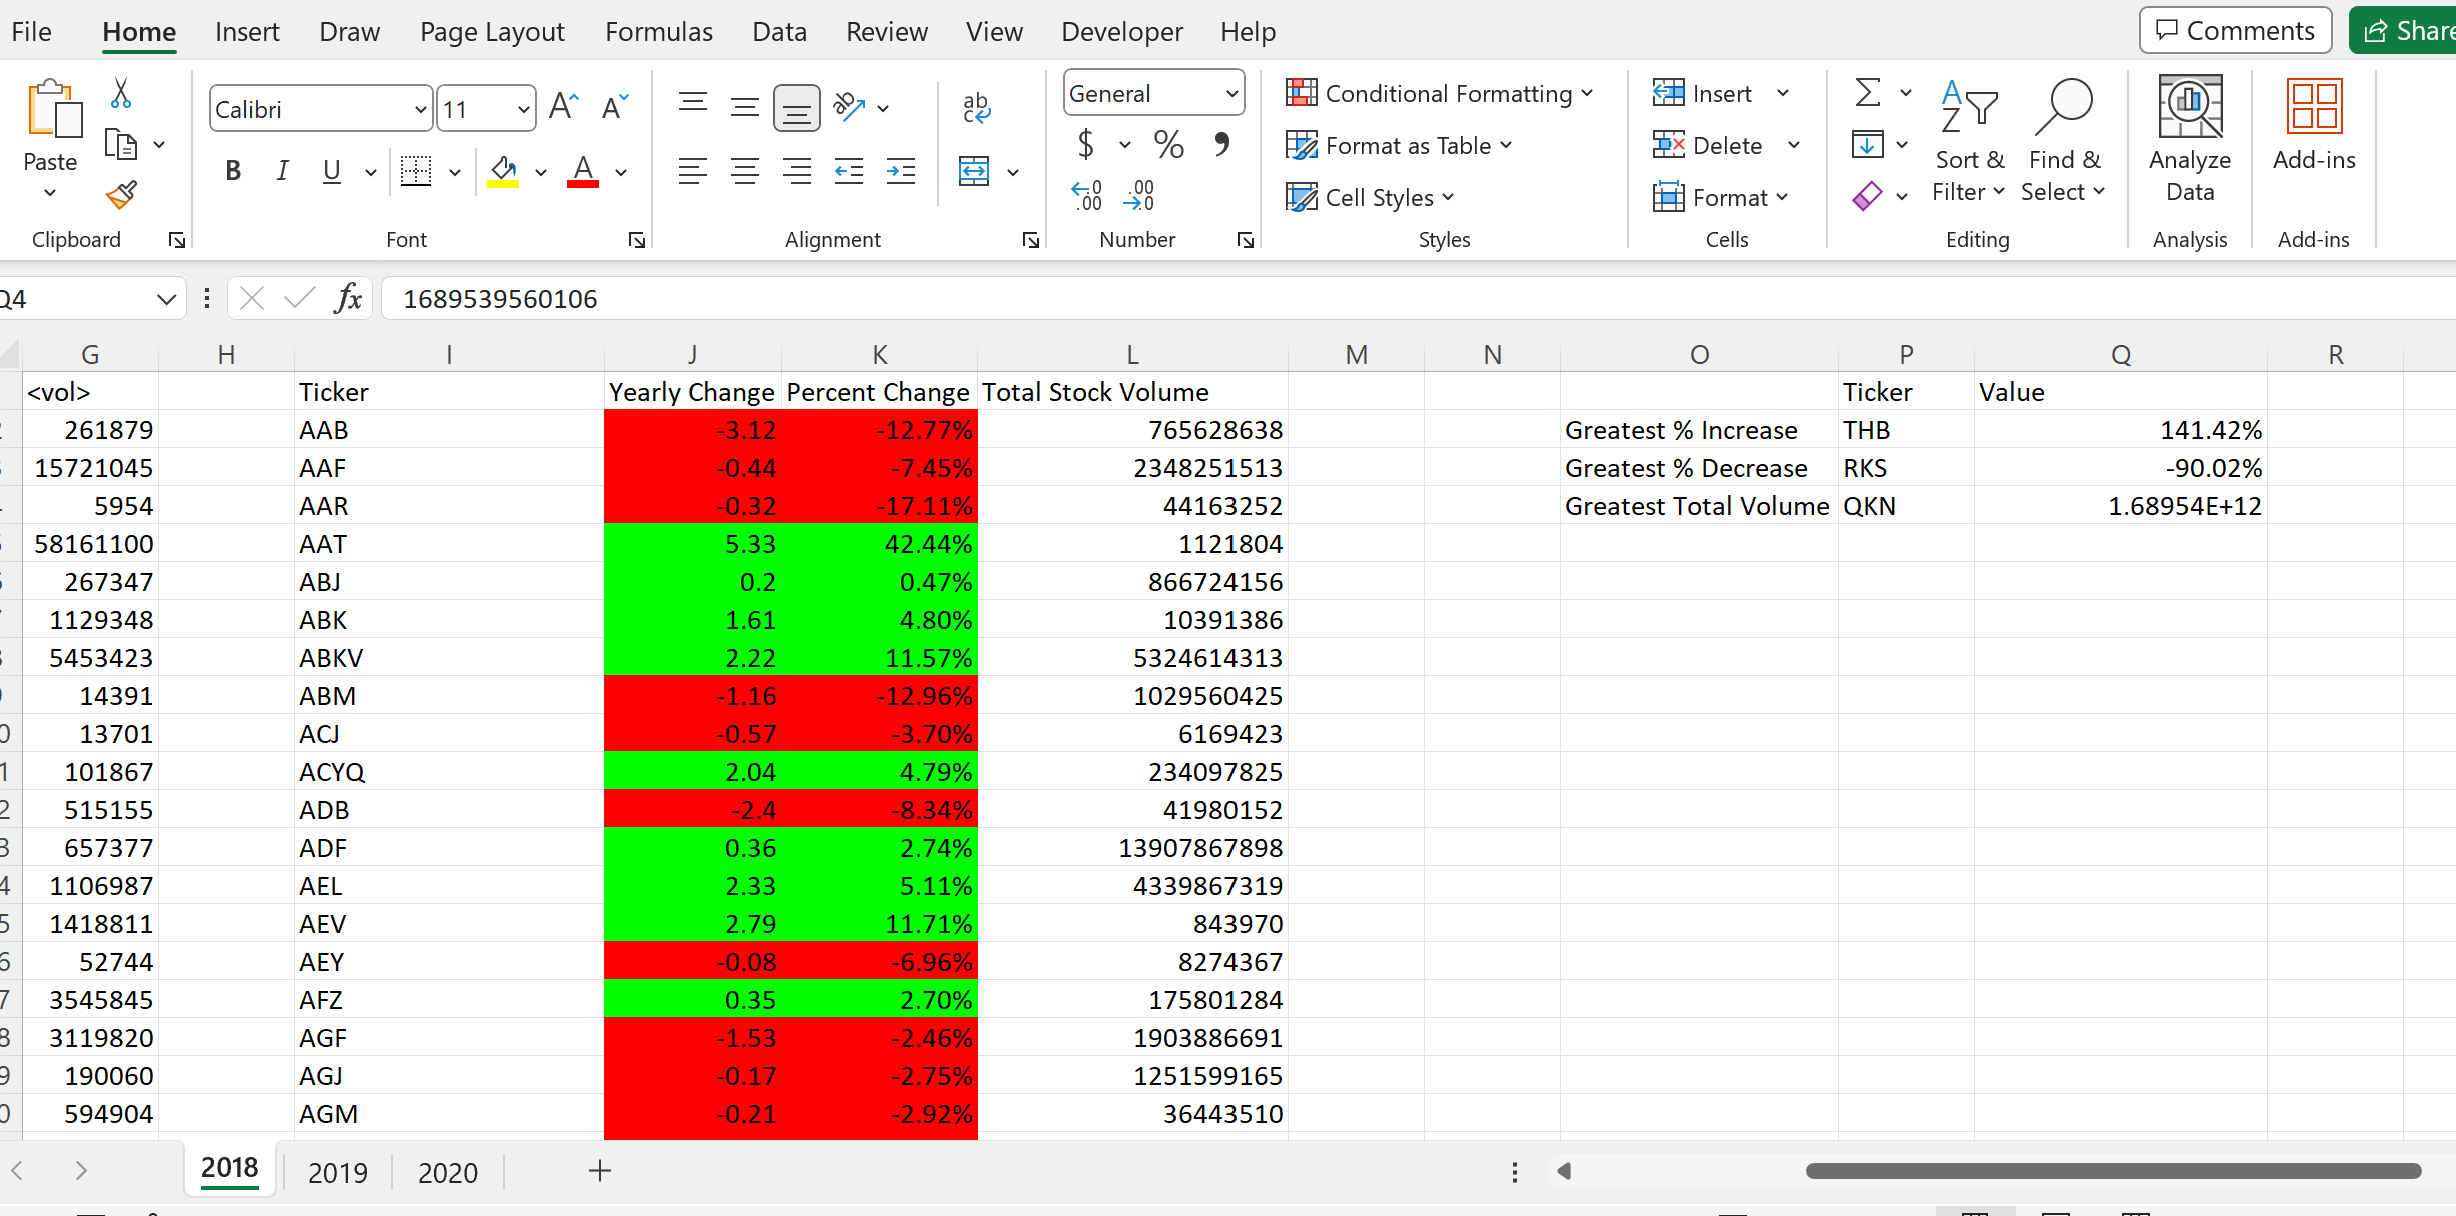 File Home Insert Draw Page Layout Formulas Data Review View Developer Help Comments Share
Calibri 11 ab General Conditional Formatting Insert
Paste B I U A $ % Format as Table Delete Sort & Filter Find & Select Analyze Data Add-ins
Cell Styles Format
Clipboard Font Alignment Number Styles Cells Editing Analysis Add-ins
Q4 fx 1689539560106
G H I J K L M N O P Q R
<vol> Ticker Yearly Change Percent Change Total Stock Volume Ticker Value
261879 AAB -3.12 -12.77% 765628638 Greatest % Increase THB 141.42%
15721045 AAF -0.44 -7.45% 2348251513 Greatest % Decrease RKS -90.02%
5954 AAR -0.32 -17.11% 44163252 Greatest Total Volume QKN 1.68954E+12
58161100 AAT 5.33 42.44% 1121804
267347 ABJ 0.2 0.47% 866724156
1129348 ABK 1.61 4.80% 10391386
5453423 ABKV 2.22 11.57% 5324614313
14391 ABM -1.16 -12.96% 1029560425
13701 ACJ -0.57 -3.70% 6169423
101867 ACYQ 2.04 4.79% 234097825
515155 ADB -2.4 -8.34% 41980152
657377 ADF 0.36 2.74% 13907867898
1106987 AEL 2.33 5.11% 4339867319
1418811 AEV 2.79 11.71% 843970
52744 AEY -0.08 -6.96% 8274367
3545845 AFZ 0.35 2.70% 175801284
3119820 AGF -1.53 -2.46% 1903886691
190060 AGJ -0.17 -2.75% 1251599165
594904 AGM -0.21 -2.92% 36443510
2018 2019 2020